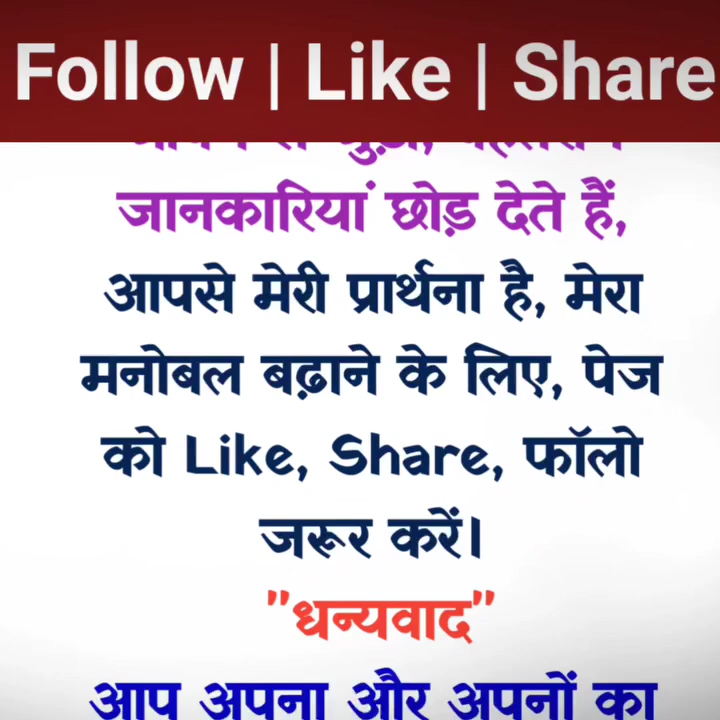 Follow | Like | Share
जानकारियां छोड़ देते हैं,
आपसे मेरी प्रार्थना है, मेरा
मनोबल बढ़ाने के लिए, पेज
को Like, Share, फॉलो
जरूर करें।
"धन्यवाद"
आप अपना और अपनों का